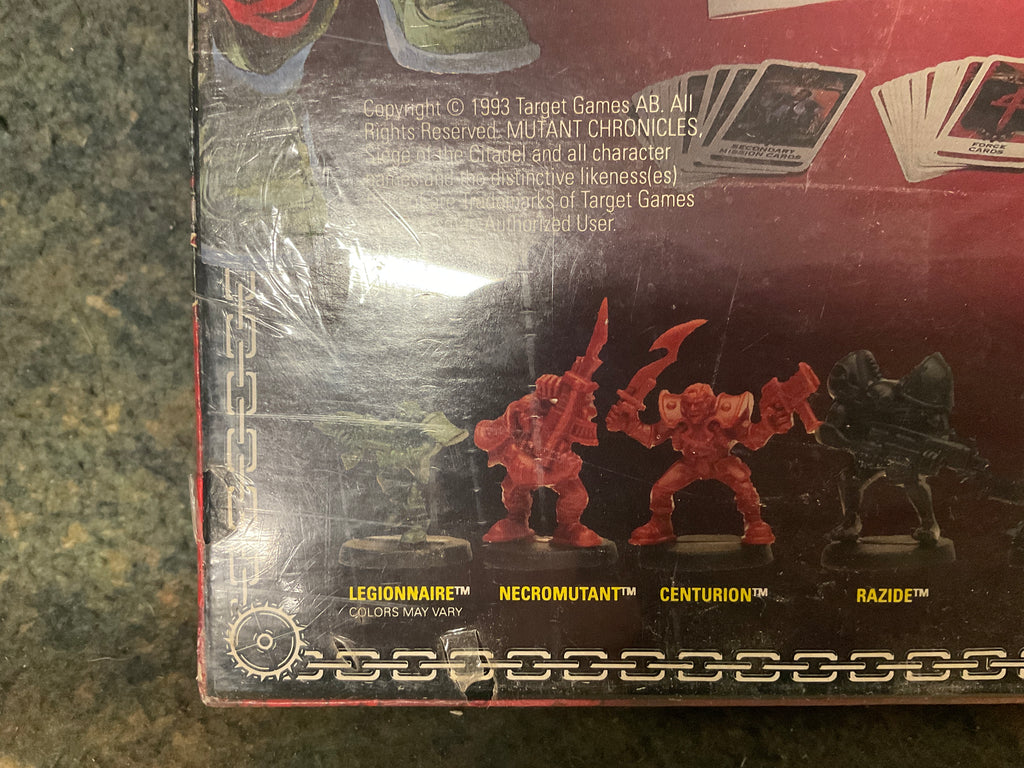 Copyright © 1993 Target Games AB. All
Rights Reserved. MUTANT CHRONICLES,
Siege of the Citadel and all character
names and the distinctive likeness(es)
Trademarks of Target Games
Authorized User.
SECONDARY
MISSION CARDS
FORCE
CARDS
LEGIONNAIRE™
COLORS MAY VARY
NECROMUTANT™
CENTURION™
RAZIDE™